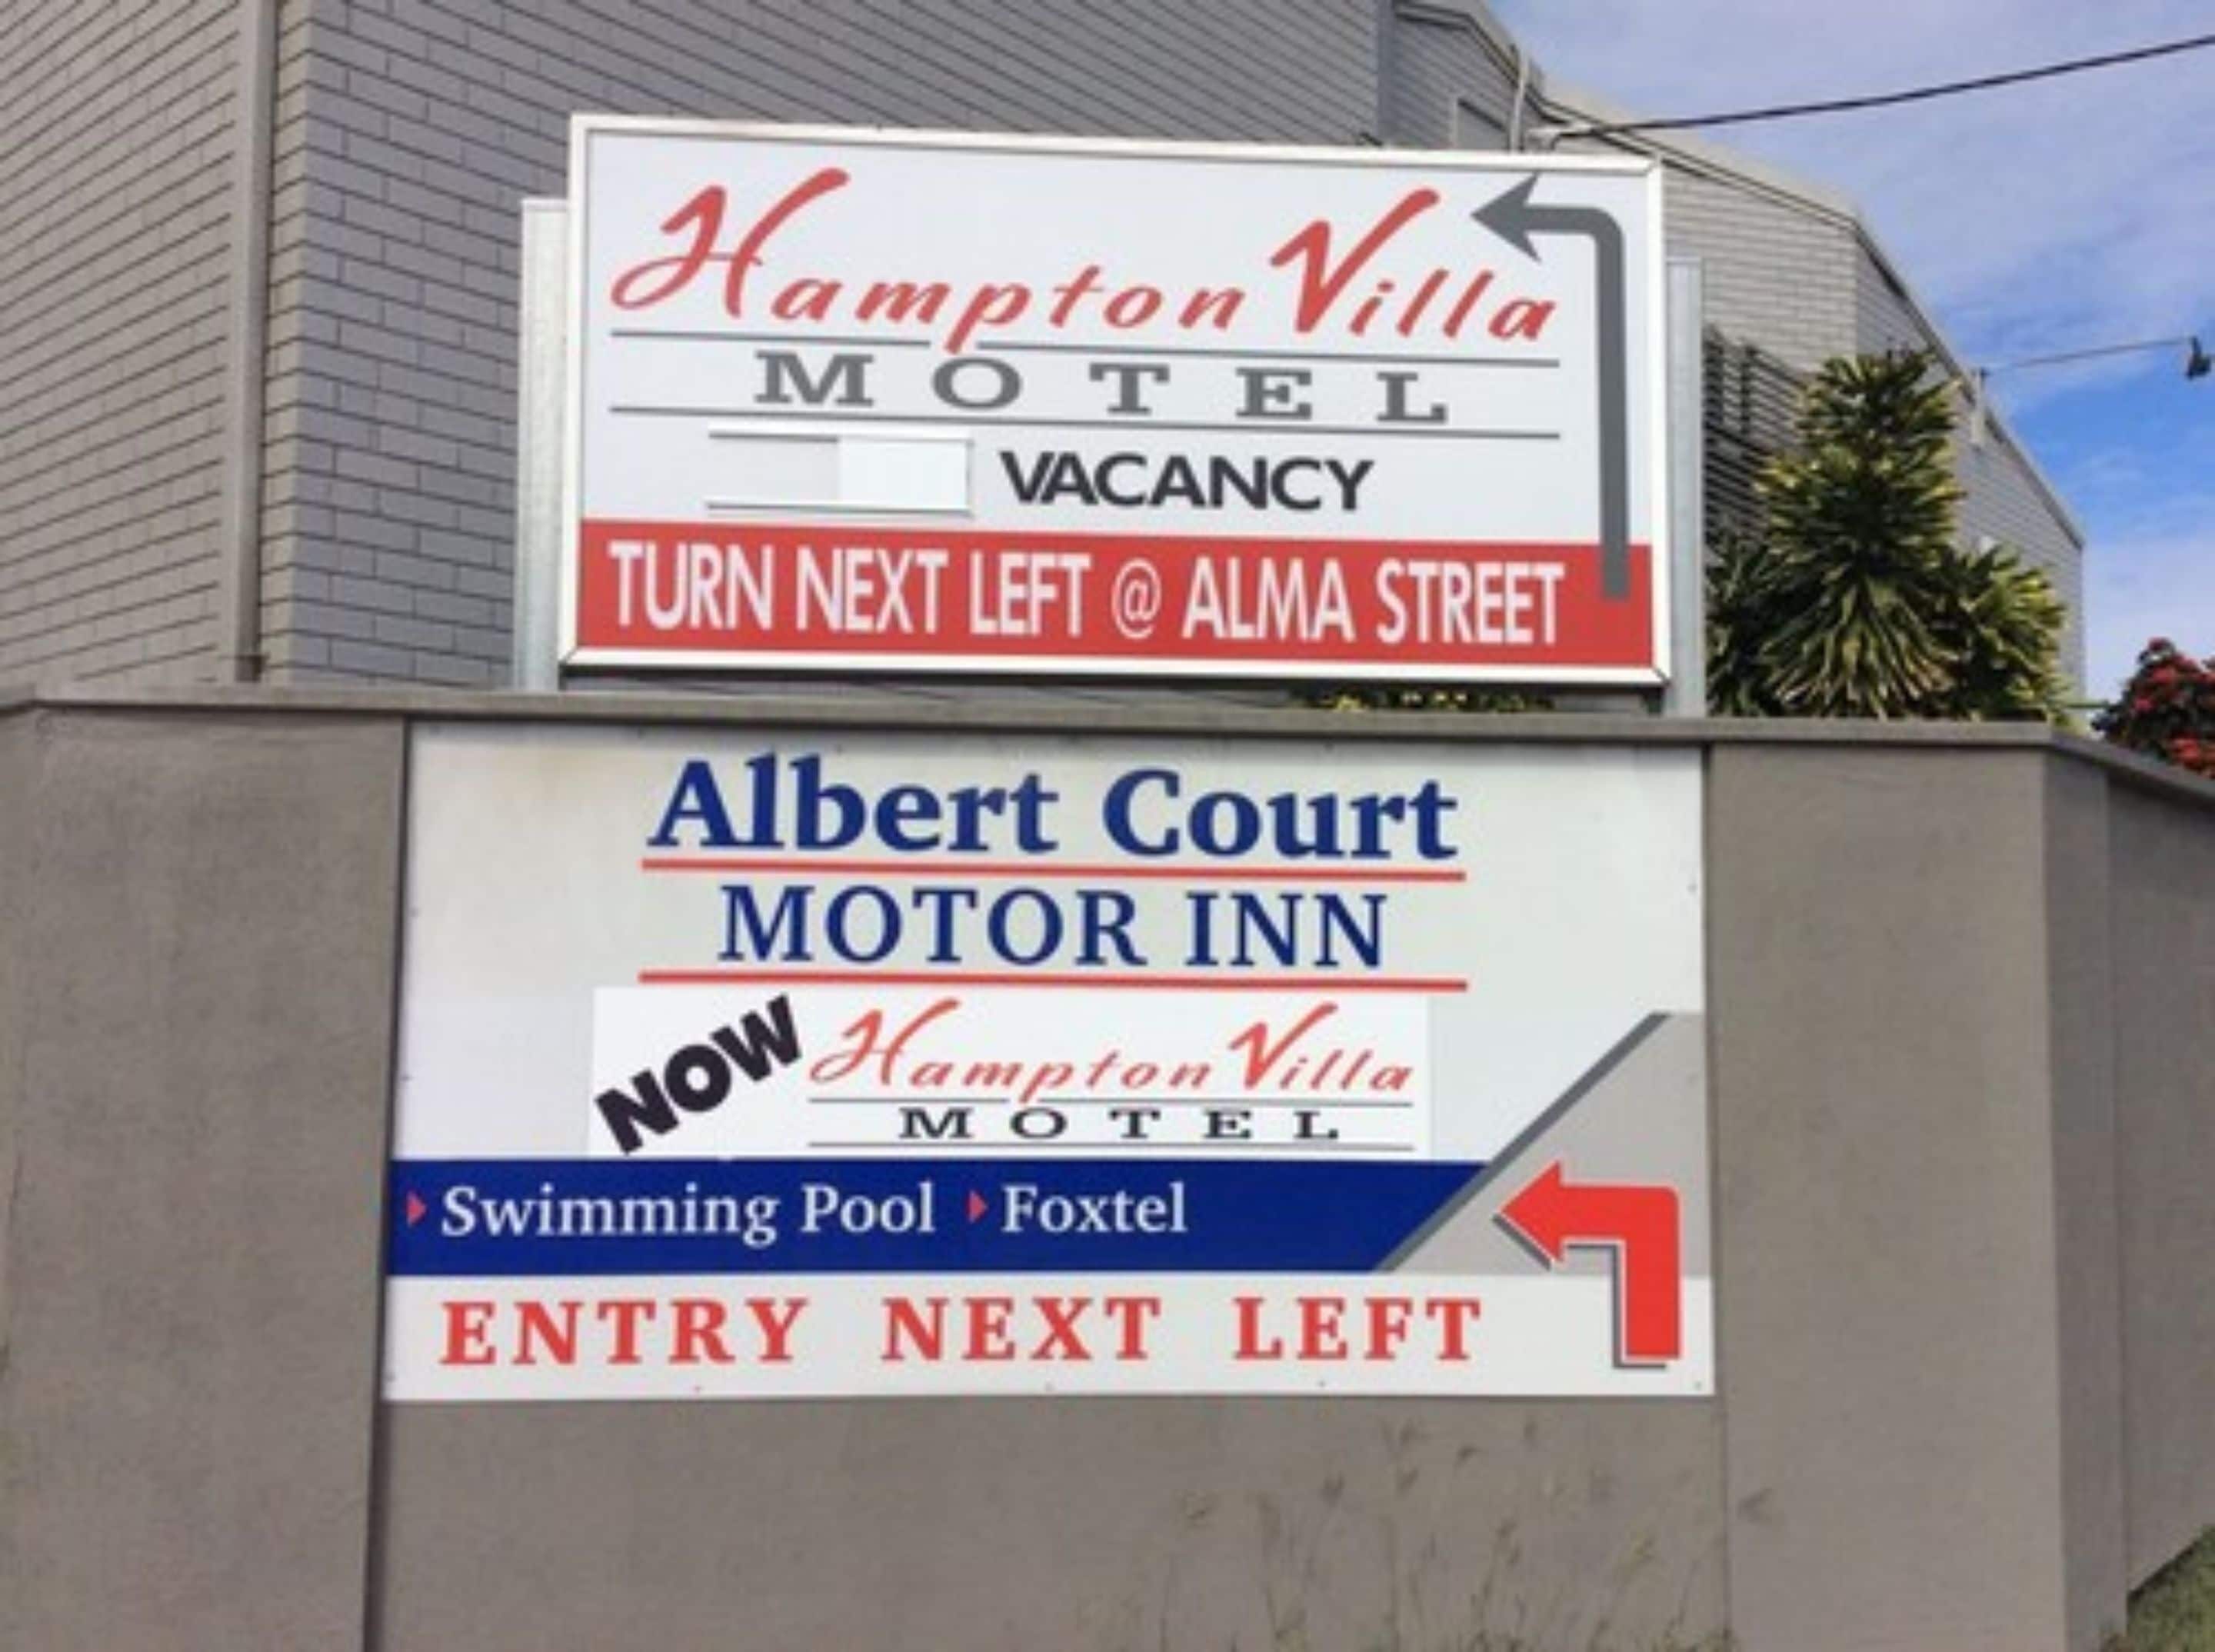 Hampton Villa
MOTEL
VACANCY
TURN NEXT LEFT @ ALMA STREET
Albert Court
MOTOR INN
NOW Hampton Villa
MOTEL
Swimming Pool Foxtel
ENTRY NEXT LEFT